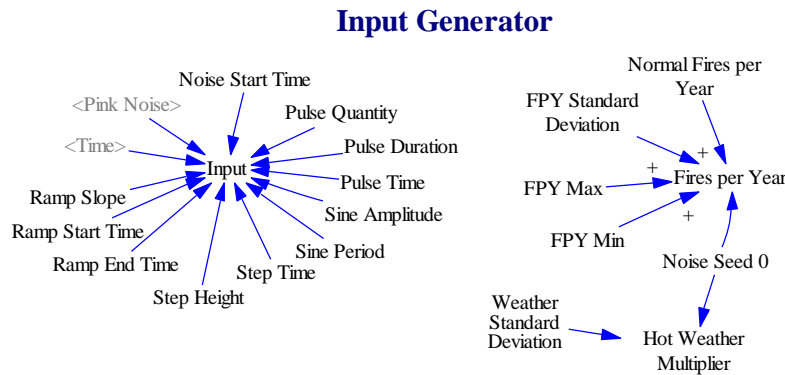 Input Generator
Noise Start Time
<Pink Noise>
Pulse Quantity
<Time>
Pulse Duration
Input
Pulse Time
Ramp Slope
Sine Amplitude
Ramp Start Time
Sine Period
Ramp End Time
Step Time
Step Height
Normal Fires per
Year
FPY Standard
Deviation
+
+
Fires per Year
FPY Max
+
FPY Min
Noise Seed 0
Weather
Standard
Deviation
Hot Weather
Multiplier